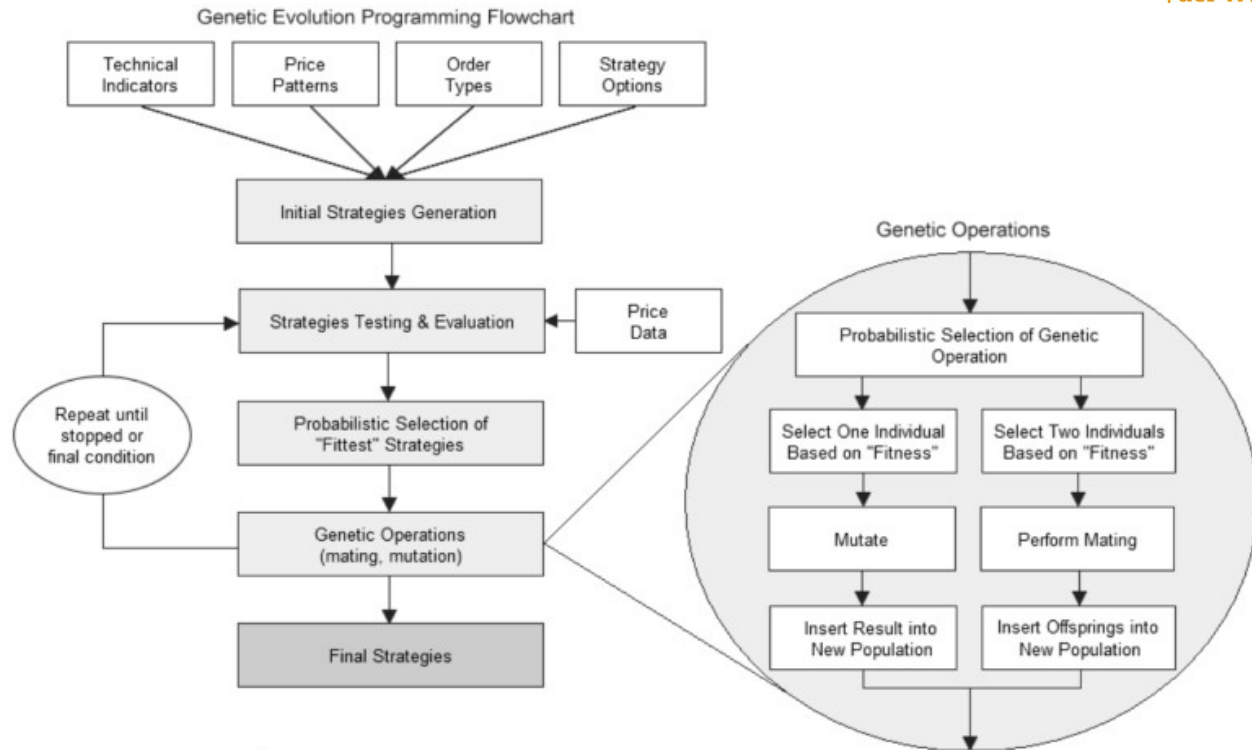 Genetic Evolution Programming Flowchart
Technical
Indicators
Price
Patterns
Order
Types
Strategy
Options
Initial Strategies Generation
Strategies Testing & Evaluation
Price
Data
Repeat until
stopped or
final condition
Probabilistic Selection of
"Fittest" Strategies
Genetic Operations
(mating, mutation)
Final Strategies
Genetic Operations
Probabilistic Selection of Genetic
Operation
Select One Individual
Based on "Fitness"
Select Two Individuals
Based on "Fitness"
Mutate
Perform Mating
Insert Result into
New Population
Insert Offsprings into
New Population